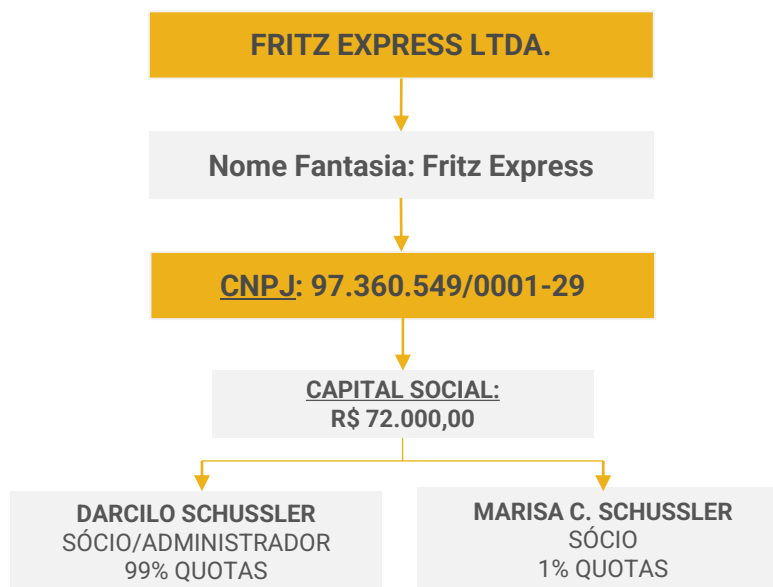 FRITZ EXPRESS LTDA.
Nome Fantasia: Fritz Express
CNPJ: 97.360.549/0001-29
CAPITAL SOCIAL:
R$ 72.000,00
DARCILO SCHUSSLER
SÓCIO/ADMINISTRADOR
99% QUOTAS
MARISA C. SCHUSSLER
SÓCIO
1% QUOTAS